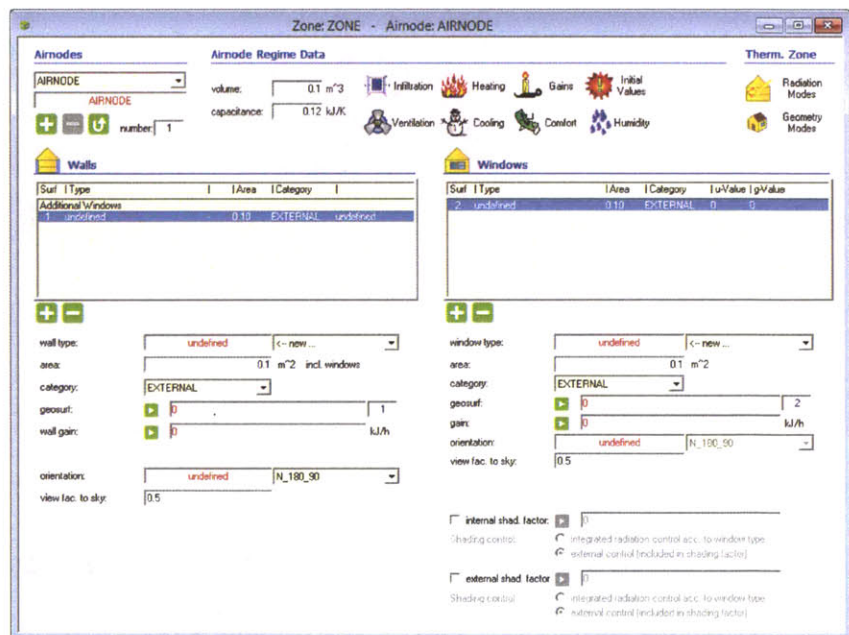 Zone: ZONE - Airnode: AIRNODE
Airnodes
AIRNODE
AIRNODE
number: 1
Airnode Regime Data
volume: 0.1 m^3
capacitance: 0.12 kJ/K
Infiltration Heating Gains Initial Values
Ventilation Cooling Comfort Humidity
Therm. Zone
Radiation Modes
Geometry Modes
Walls
Surf Type Area Category
Additional Windows
1 undefined - 0.10 EXTERNAL undefined
wall type: undefined <-- new ...
area: 0.1 m^2 incl. windows
category: EXTERNAL
geosurf: 0 1
wall gain: 0 kJ/h
orientation: undefined N_180_90
view fac. to sky: 0.5
Windows
Surf Type Area Category u-Value g-Value
2 undefined 0.10 EXTERNAL 0 0
window type: undefined <-- new ...
area: 0.1 m^2
category: EXTERNAL
geosurf: 0 2
gain: 0 kJ/h
orientation: undefined N_180_90
view fac. to sky: 0.5
internal shad. factor: 0
Shading control: integrated radiation control acc. to window type
external control (included in shading factor)
external shad. factor 0
Shading control integrated radiation control acc. to window type
external control (included in shading factor)